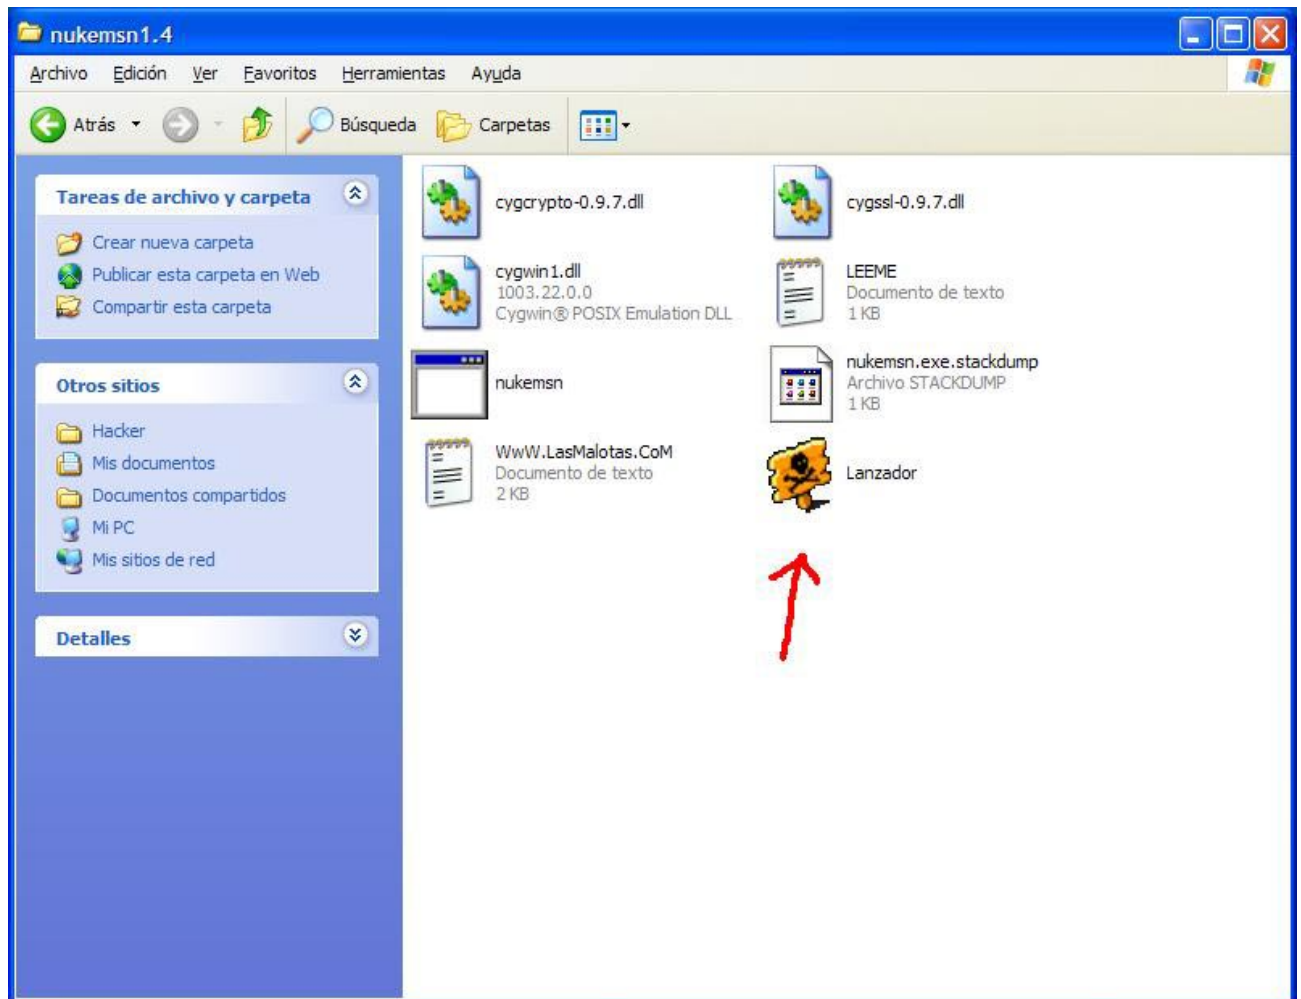 nukemsn1.4
Archivo Edición Ver Favoritos Herramientas Ayuda
Atrás Búsqueda Carpetas
Tareas de archivo y carpeta
Crear nueva carpeta
Publicar esta carpeta en Web
Compartir esta carpeta
Otros sitios
Hacker
Mis documentos
Documentos compartidos
Mi PC
Mis sitios de red
Detalles
cygcrypto-0.9.7.dll
cygssl-0.9.7.dll
cygwin1.dll
1003.22.0.0
Cygwin® POSIX Emulation DLL
LEEME
Documento de texto
1 KB
nukemsn
nukemsn.exe.stackdump
Archivo STACKDUMP
1 KB
WwW.LasMalotas.CoM
Documento de texto
2 KB
Lanzador